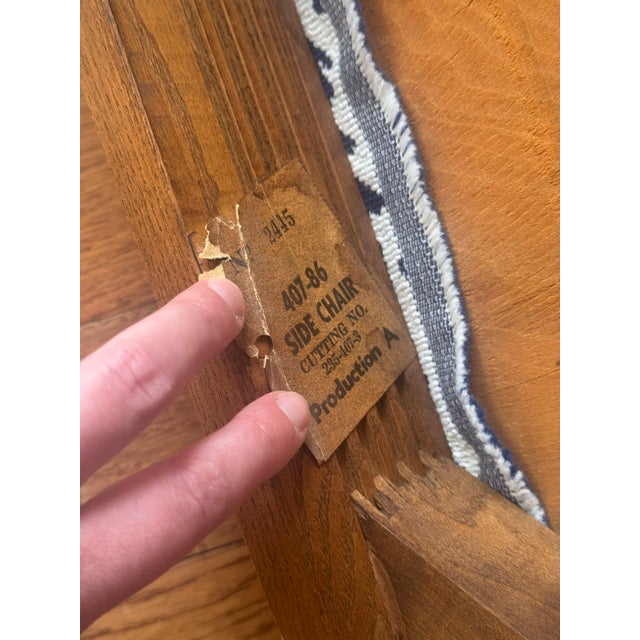 2445
407-86
SIDE CHAIR
CUTTING NO.
235-407-3
Production A